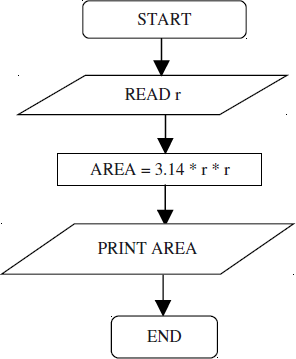 START
READ r
AREA = 3.14 * r * r
PRINT AREA
END